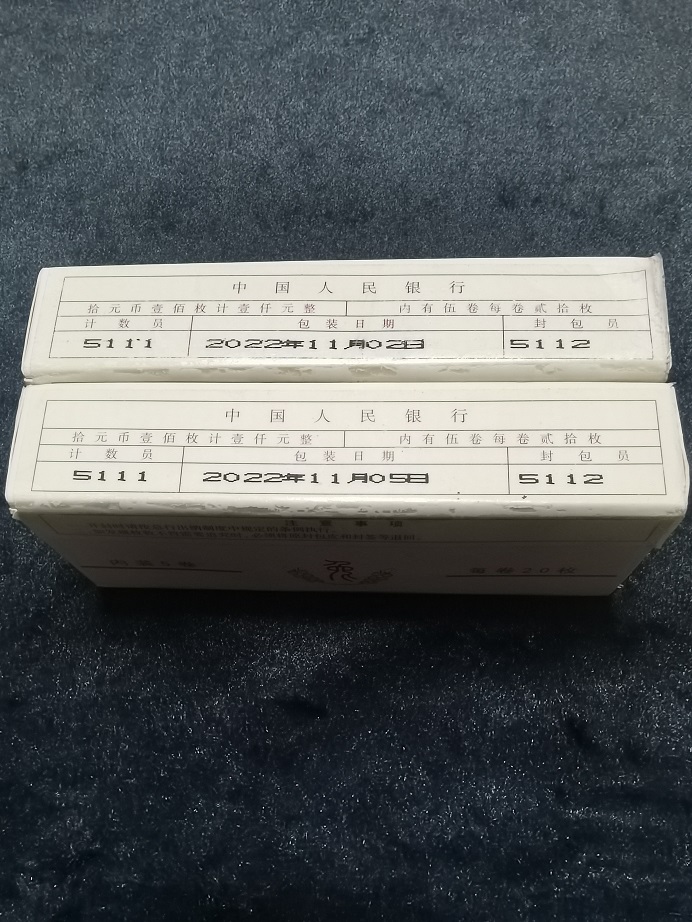 中国人民银行
拾元币壹佰枚计壹仟元整 内有伍卷每卷贰拾枚
计数员 包装日期 封包员
5111 2022年11月02日 5112
中国人民银行
拾元币壹佰枚计壹仟元整 内有伍卷每卷贰拾枚
计数员 包装日期 封包员
5111 2022年11月05日 5112
注意事项
内装5卷 每卷20枚